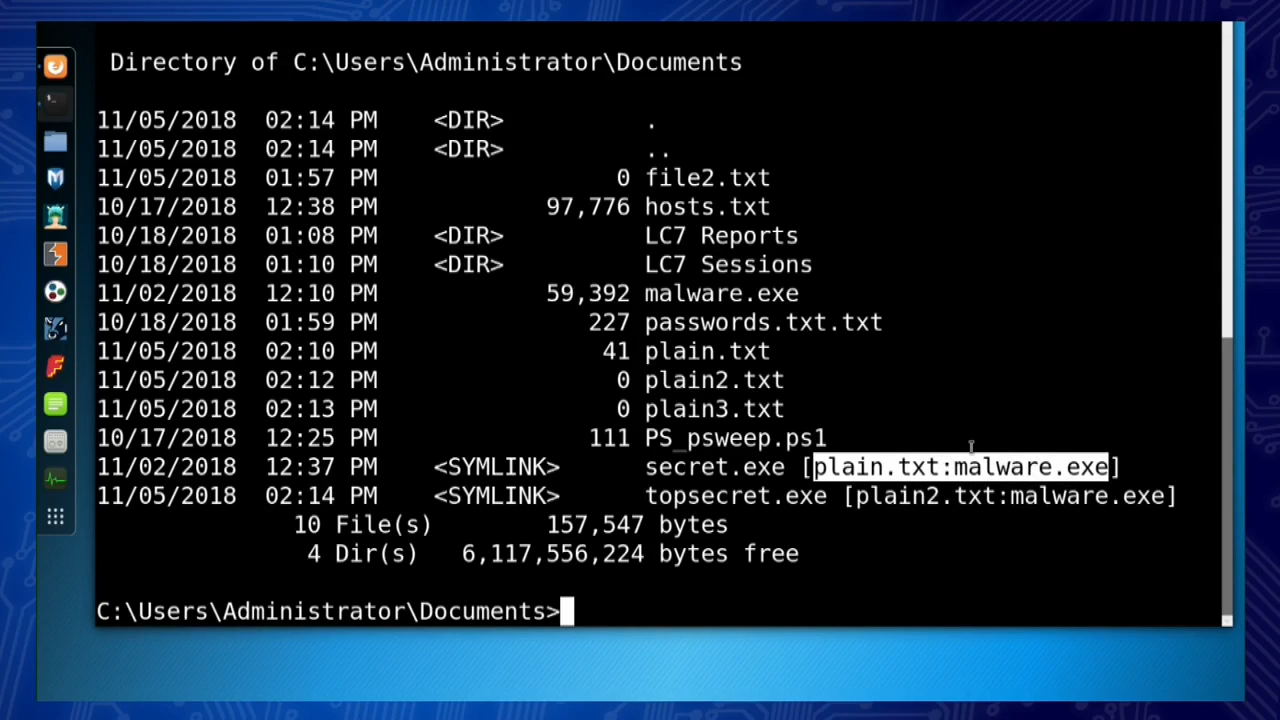 Directory of C:\Users\Administrator\Documents
11/05/2018  02:14 PM    <DIR>          .
11/05/2018  02:14 PM    <DIR>          ..
11/05/2018  01:57 PM                 0 file2.txt
10/17/2018  12:38 PM            97,776 hosts.txt
10/18/2018  01:08 PM    <DIR>          LC7 Reports
10/18/2018  01:10 PM    <DIR>          LC7 Sessions
11/02/2018  12:10 PM            59,392 malware.exe
10/18/2018  01:59 PM               227 passwords.txt.txt
11/05/2018  02:10 PM                41 plain.txt
11/05/2018  02:12 PM                 0 plain2.txt
11/05/2018  02:13 PM                 0 plain3.txt
10/17/2018  12:25 PM               111 PS_psweep.ps1
11/02/2018  12:37 PM    <SYMLINK>      secret.exe [plain.txt:malware.exe]
11/05/2018  02:14 PM    <SYMLINK>      topsecret.exe [plain2.txt:malware.exe]
10 File(s)        157,547 bytes
4 Dir(s)   6,117,556,224 bytes free
C:\Users\Administrator\Documents>